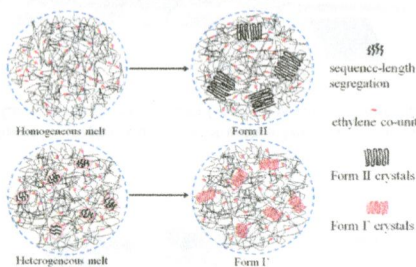 Homogeneous melt
Form II
Heterogeneous melt
Form I'
sequence-length
segregation
ethylene co-unit
Form II crystals
Form I' crystals